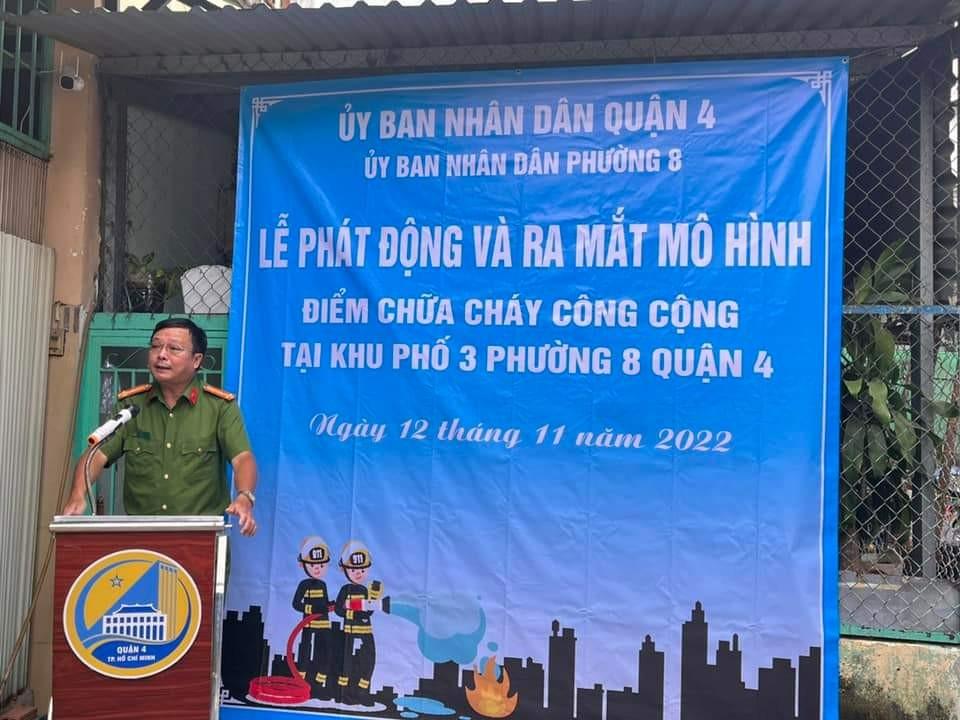 ỦY BAN NHÂN DÂN QUẬN 4
ỦY BAN NHÂN DÂN PHƯỜNG 8
LỄ PHÁT ĐỘNG VÀ RA MẮT MÔ HÌNH
ĐIỂM CHỮA CHÁY CÔNG CỘNG
TẠI KHU PHỐ 3 PHƯỜNG 8 QUẬN 4
Ngày 12 tháng 11 năm 2022
911
911
QUẬN 4
TP. HỒ CHÍ MINH